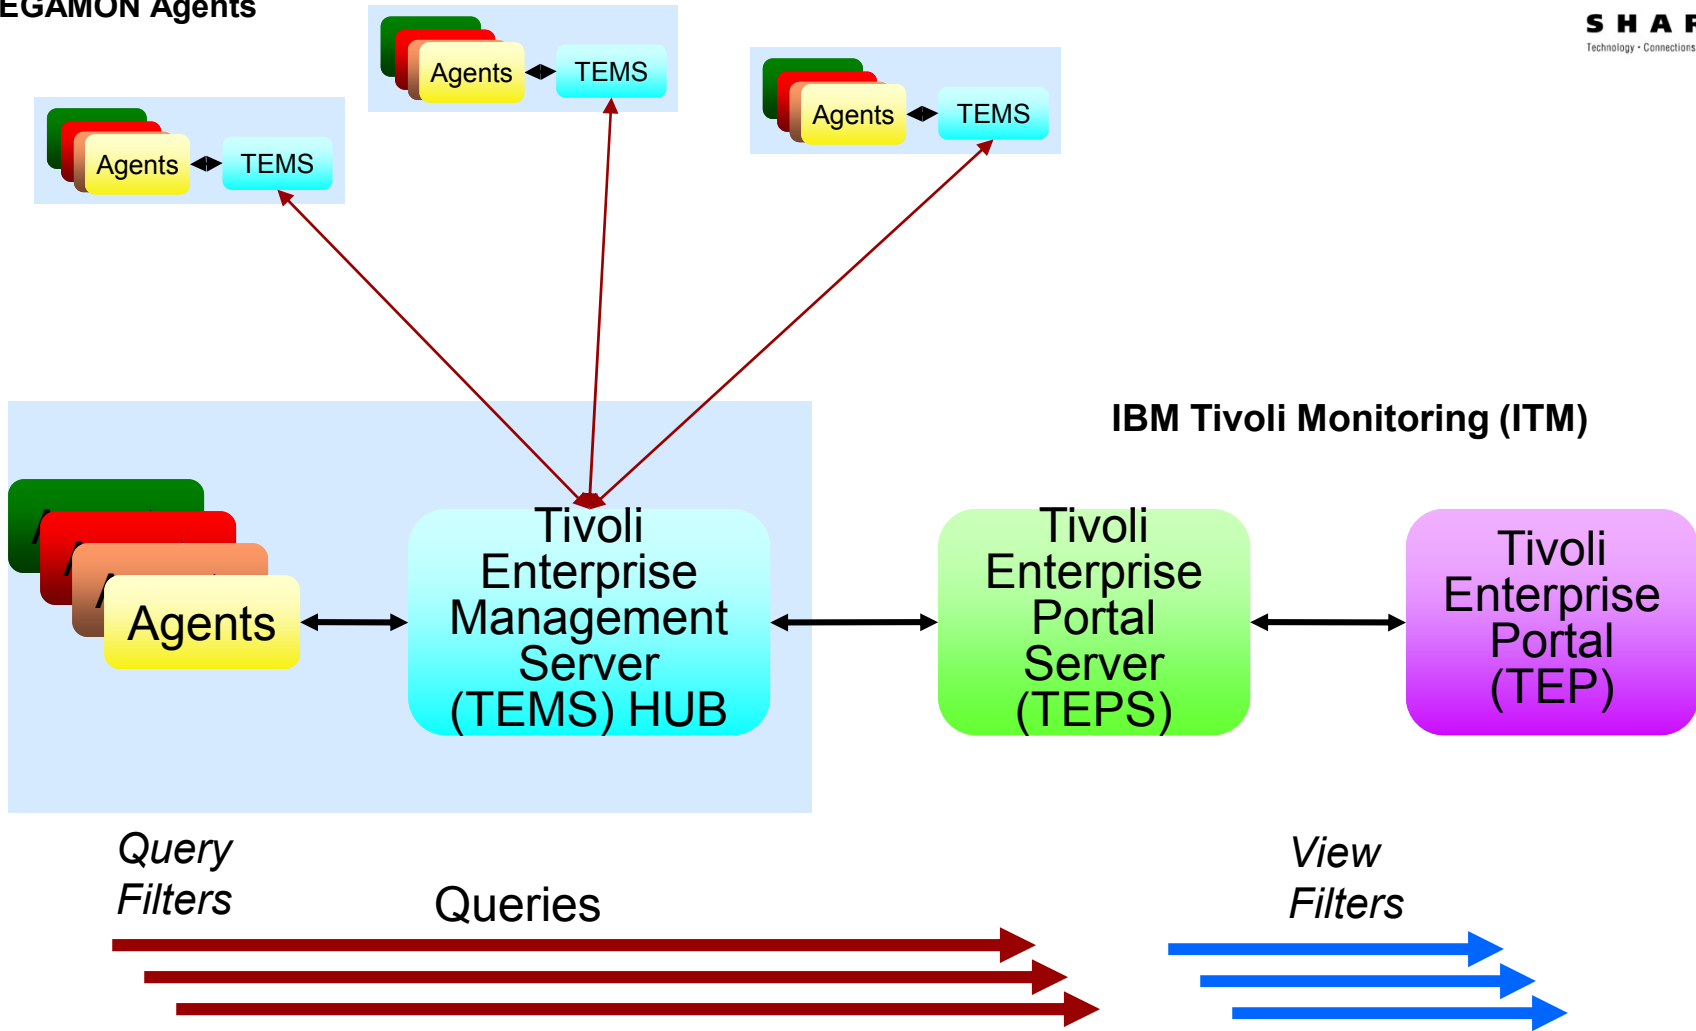 EGAMON Agents
SHAR
Technology • Connections
Agents
TEMS
Agents
TEMS
Agents
TEMS
IBM Tivoli Monitoring (ITM)
Agents
Tivoli
Enterprise
Management
Server
(TEMS) HUB
Tivoli
Enterprise
Portal
Server
(TEPS)
Tivoli
Enterprise
Portal
(TEP)
Query
Filters
Queries
View
Filters